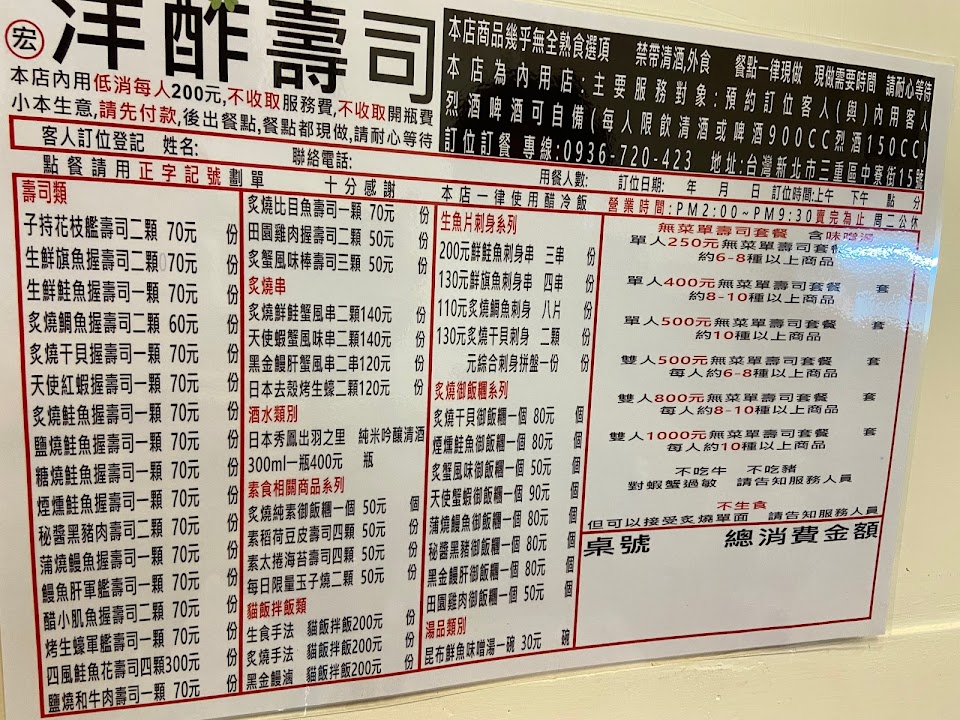 宏 洋酢壽司
本店內用低消每人200元,不收取服務費,不收取開瓶費
小本生意,請先付款,後出餐點,餐點都現做,請耐心等待
本店商品幾乎無全熟食選項 禁帶清酒,外食 餐點一律現做 現做需要時間 請耐心等待
本店為內用店:主要服務對象:預約訂位客人(與)內用客人
烈酒啤酒可自備(每人限飲清酒或啤酒900CC烈酒150CC)
訂位訂餐 專線:0936-720-423 地址:台灣新北市三重區中寮街15號
客人訂位登記 姓名: 聯絡電話: 用餐人數: 訂位日期: 年 月 日 訂位時間:上午 下午 點 分
點餐請用正字記號劃單 十分感謝 本店一律使用醋冷飯 營業時間:PM2:00~PM9:30賣完為止 周二公休
壽司類
子持花枝艦壽司二顆 70元 份
生鮮旗魚握壽司二顆 70元 份
生鮮鮭魚握壽司一顆 70元 份
炙燒鯛魚握壽司二顆 60元 份
炙燒干貝握壽司一顆 70元 份
天使紅蝦握壽司一顆 70元 份
炙燒鮭魚握壽司一顆 70元 份
鹽燒鮭魚握壽司一顆 70元 份
糖燒鮭魚握壽司一顆 70元 份
煙燻鮭魚握壽司一顆 70元 份
秘醬黑豬肉壽司二顆 70元 份
蒲燒鰻魚握壽司一顆 70元 份
鰻魚肝軍艦壽司一顆 70元 份
醋小肌魚握壽司二顆 70元 份
烤生蠔軍艦壽司一顆 70元 份
四風鮭魚花壽司四顆300元 份
鹽燒和牛肉壽司一顆 70元 份
炙燒比目魚壽司一顆 70元 份
田園雞肉握壽司二顆 50元 份
炙蟹風味棒壽司三顆 50元 份
炙燒串
炙燒鮮鮭蟹風串二顆140元 份
天使蝦蟹風味串二顆140元 份
黑金鰻肝蟹風串二串120元 份
日本去殼烤生蠔二顆120元 份
酒水類別
日本秀鳳出羽之里 純米吟釀清酒
300ml一瓶400元 瓶
素食相關商品系列
炙燒純素御飯糰一個 50元 個
素稻荷豆皮壽司四顆 50元 份
素太捲海苔壽司四顆 50元 份
每日限量玉子燒二顆 50元 份
貓飯拌飯類
生食手法 貓飯拌飯200元 份
炙燒手法 貓飯拌飯200元 份
黑金鰻滷 貓飯拌飯200元 份
生魚片刺身系列
200元鮮鮭魚刺身串 三串 份
130元鮮旗魚刺身串 四串 份
110元炙燒鯛魚刺身 八片 份
130元炙燒干貝刺身 二顆 份
元綜合刺身拼盤一份 份
炙燒御飯糰系列
炙燒干貝御飯糰一個 80元 個
煙燻鮭魚御飯糰一個 80元 個
炙蟹風味御飯糰一個 50元 個
天使蟹蝦御飯糰一個 90元 個
蒲燒鰻魚御飯糰一個 80元 個
秘醬黑豬御飯糰一個 80元 個
黑金鰻肝御飯糰一個 80元 個
田園雞肉御飯糰一個 50元 個
湯品類別
昆布鮮魚味噌湯一碗 30元 碗
無菜單壽司套餐 含味噌湯
單人250元無菜單壽司套餐
約6-8種以上商品
單人400元無菜單壽司套餐 套
約8-10種以上商品
單人500元無菜單壽司套餐 套
約10種以上商品
雙人500元無菜單壽司套餐 套
每人約6-8種以上商品
雙人800元無菜單壽司套餐 套
每人約8-10種以上商品
雙人1000元無菜單壽司套餐 套
每人約10種以上商品
不吃牛 不吃豬
對蝦蟹過敏 請告知服務人員
不生食
但可以接受炙燒單面 請告知服務人員
桌號 總消費金額